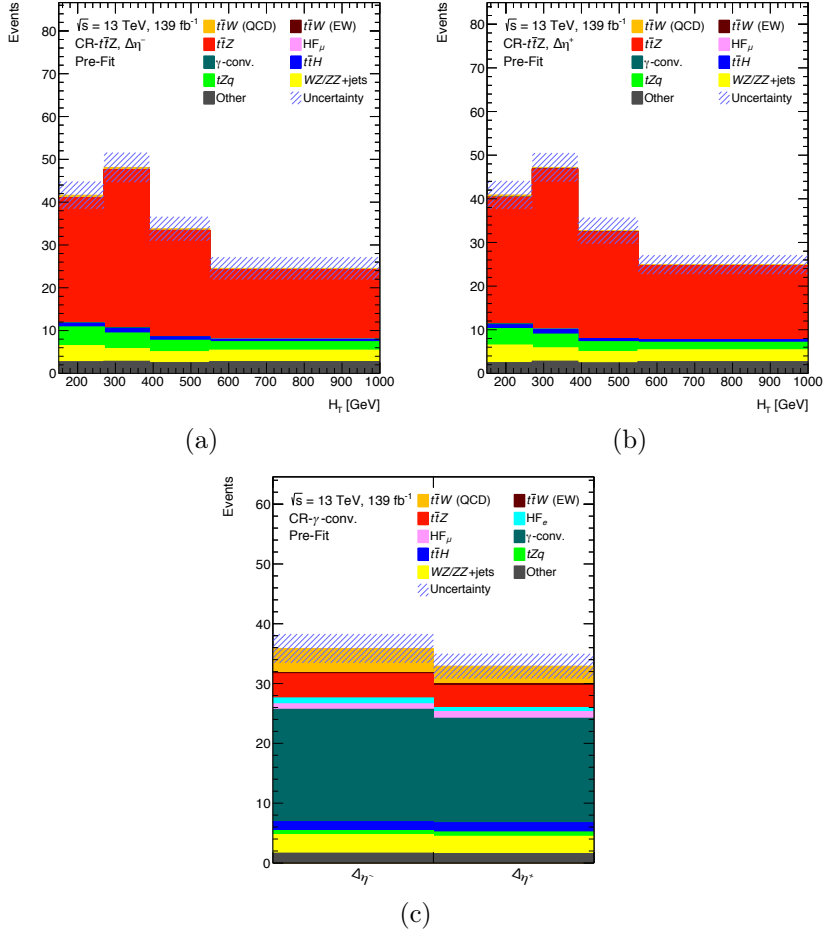 Events
√s = 13 TeV, 139 fb⁻¹
CR-tt̄Z, Δη⁻
Pre-Fit
tt̄W (QCD) tt̄W (EW)
tt̄Z HF_μ
γ-conv. tt̄H
tZq WZ/ZZ+jets
Other Uncertainty
80
70
60
50
40
30
20
10
0
200 300 400 500 600 700 800 900 1000
H_T [GeV]
(a)
Events
√s = 13 TeV, 139 fb⁻¹
CR-tt̄Z, Δη⁺
Pre-Fit
tt̄W (QCD) tt̄W (EW)
tt̄Z HF_μ
γ-conv. tt̄H
tZq WZ/ZZ+jets
Other Uncertainty
80
70
60
50
40
30
20
10
0
200 300 400 500 600 700 800 900 1000
H_T [GeV]
(b)
Events
√s = 13 TeV, 139 fb⁻¹
CR-γ-conv.
Pre-Fit
tt̄W (QCD) tt̄W (EW)
tt̄Z HF_e
HF_μ γ-conv.
tt̄H tZq
WZ/ZZ+jets Other
Uncertainty
60
50
40
30
20
10
0
Δη⁻ Δη⁺
(c)